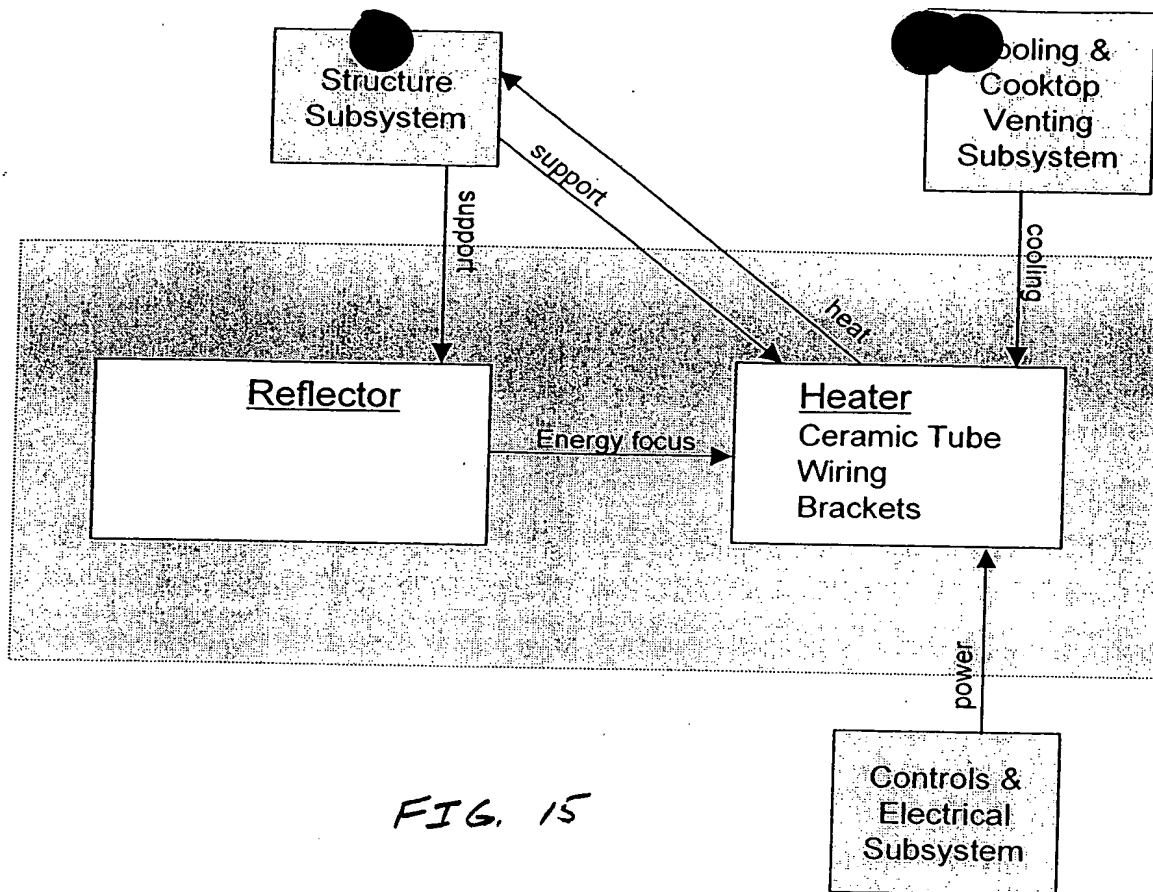 Structure
Subsystem
&
Cooktop
Venting
Subsystem
support
support
heat
cooling
Reflector
Energy focus
Heater
Ceramic Tube
Wiring
Brackets
power
Controls &
Electrical
Subsystem
FIG. 15